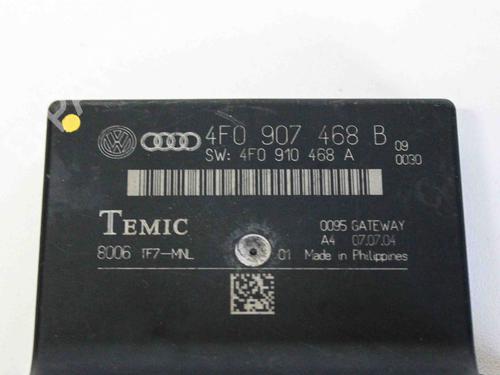 4F0 907 468 B
SW: 4F0 910 468 A
09
0030
TEMIC
8006 TF7-MNL 01
0095 GATEWAY
A4 07.07.04
Made in Philippines